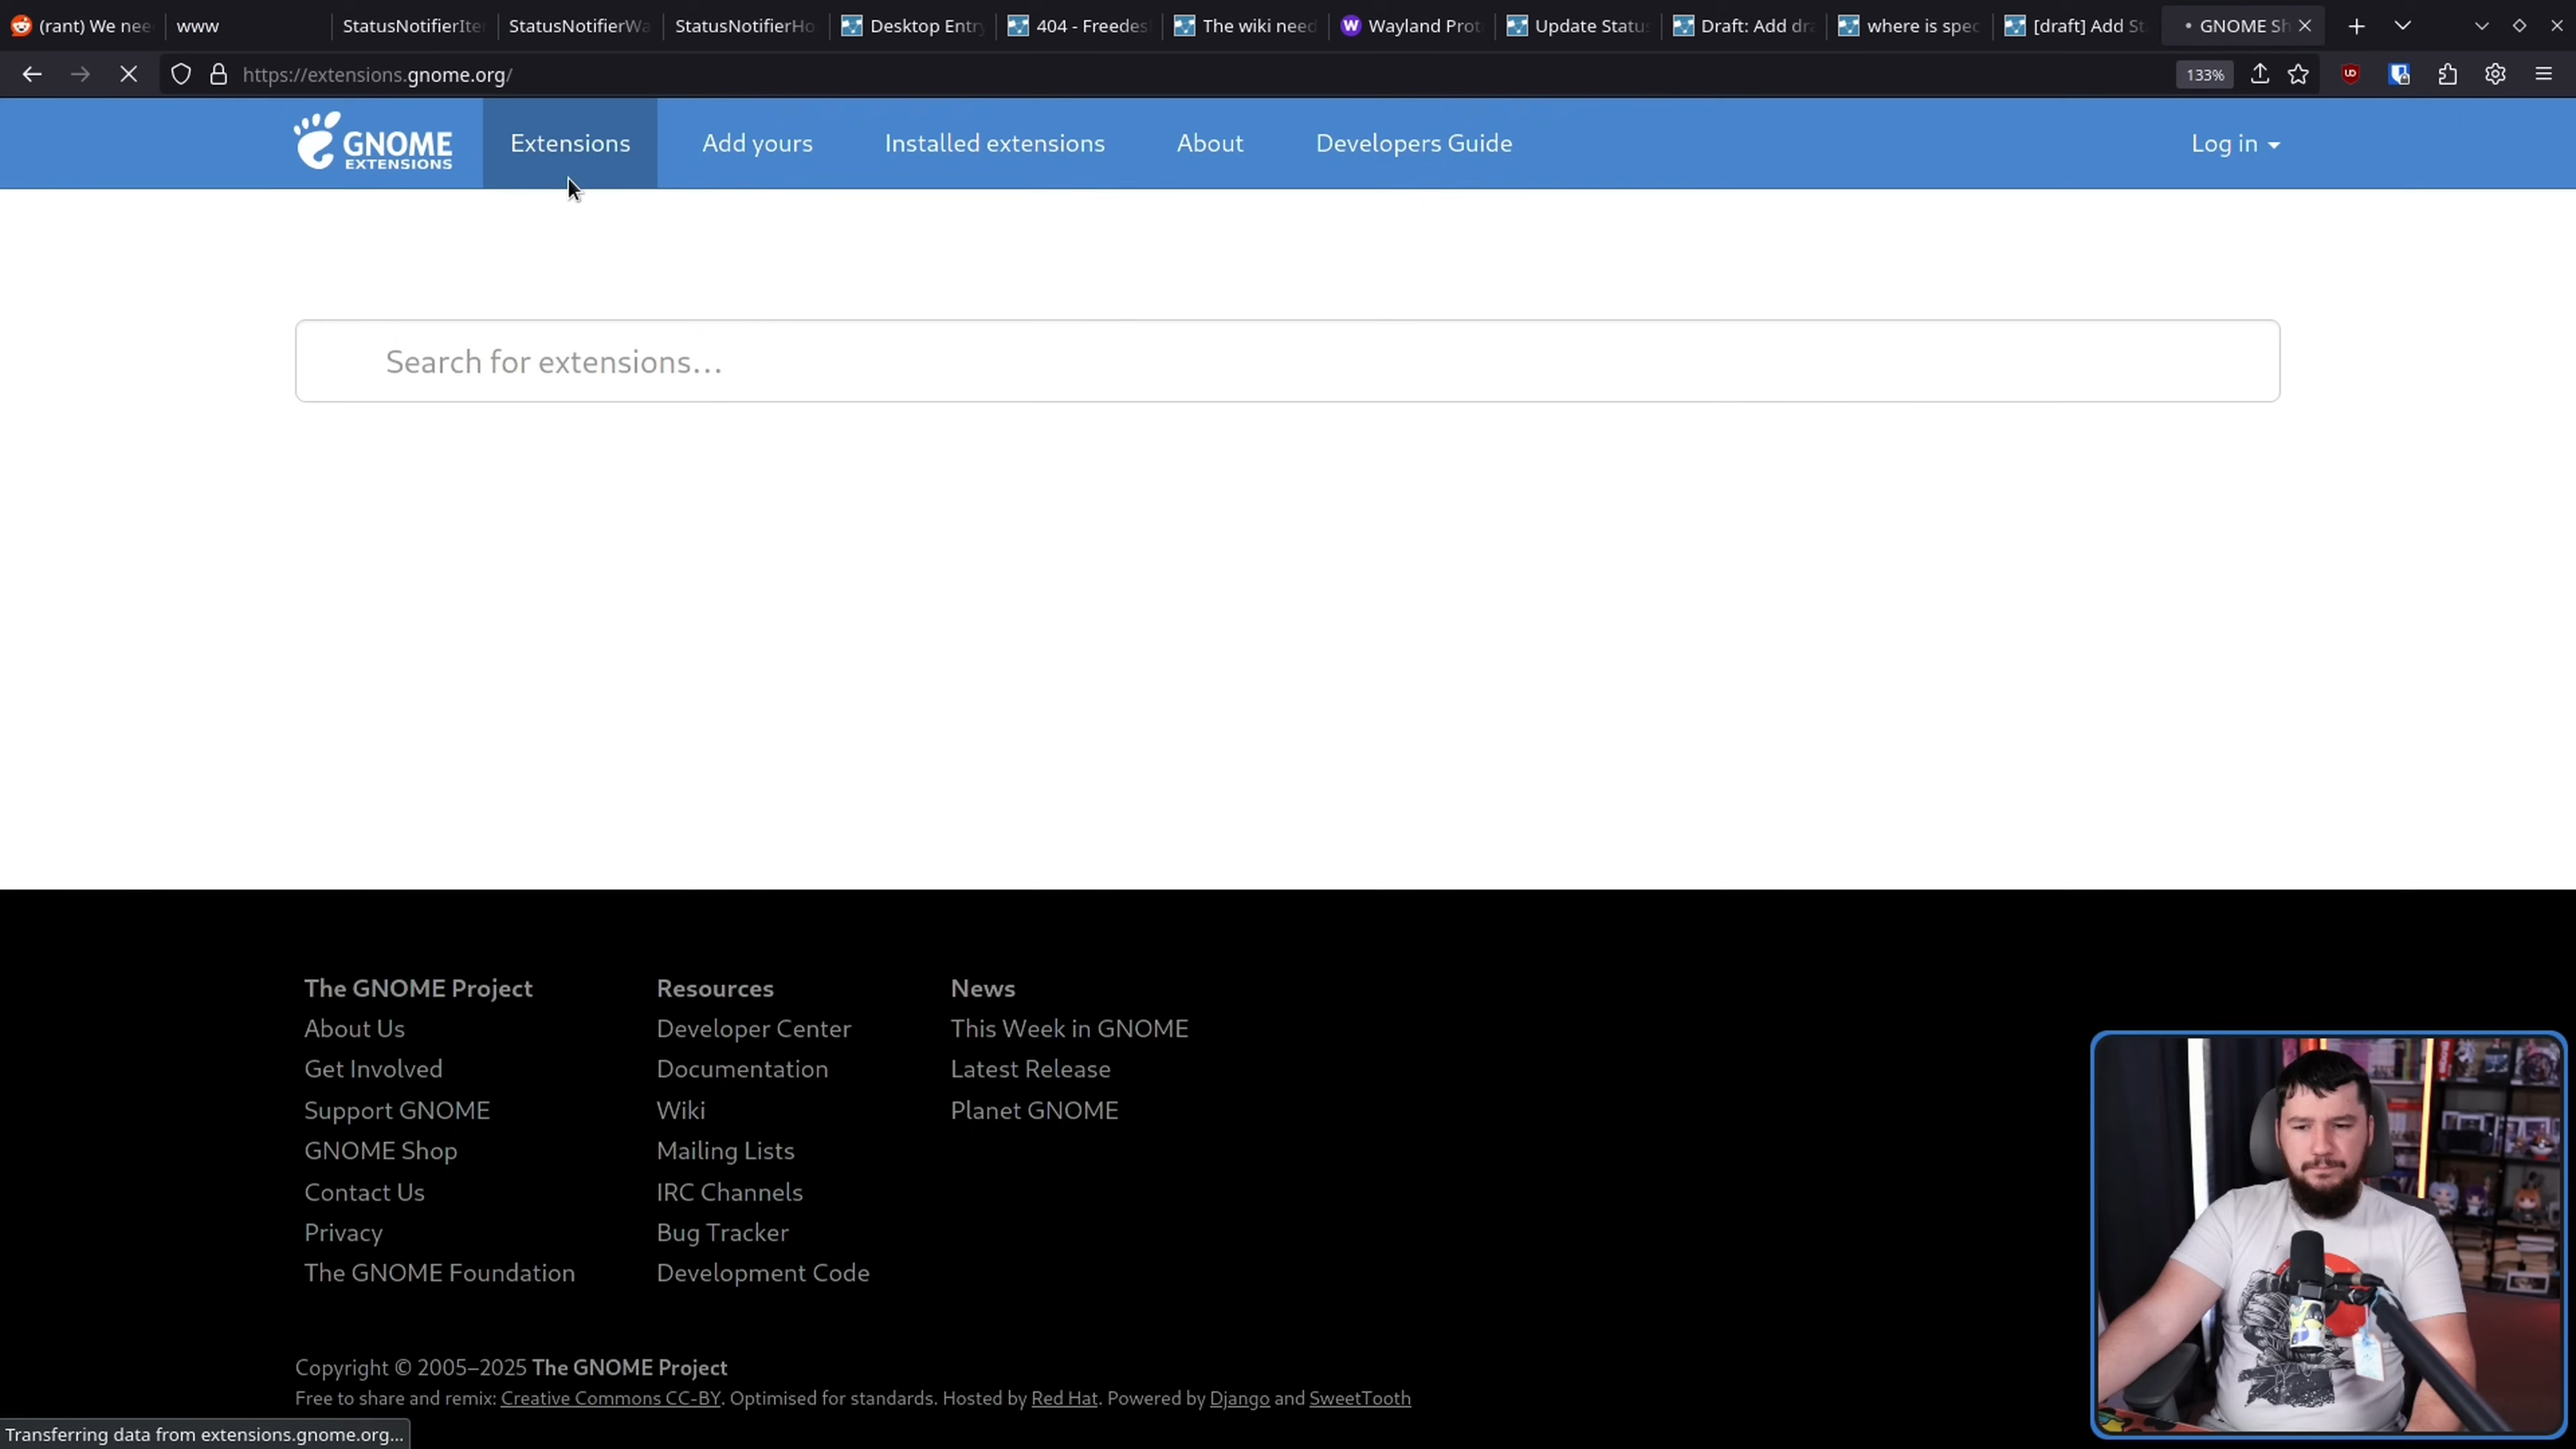 (rant) We nee
www
StatusNotifierIte
StatusNotifierWa
StatusNotifierHo
Desktop Entry
404 - Freedes
The wiki need
Wayland Prot
Update Status
Draft: Add dra
where is spec
[draft] Add St
GNOME Sh
https://extensions.gnome.org/
133%
GNOME
EXTENSIONS
Extensions
Add yours
Installed extensions
About
Developers Guide
Log in
Search for extensions…
The GNOME Project
About Us
Get Involved
Support GNOME
GNOME Shop
Contact Us
Privacy
The GNOME Foundation
Resources
Developer Center
Documentation
Wiki
Mailing Lists
IRC Channels
Bug Tracker
Development Code
News
This Week in GNOME
Latest Release
Planet GNOME
Copyright © 2005–2025 The GNOME Project
Free to share and remix: Creative Commons CC-BY. Optimised for standards. Hosted by Red Hat. Powered by Django and SweetTooth
Transferring data from extensions.gnome.org…